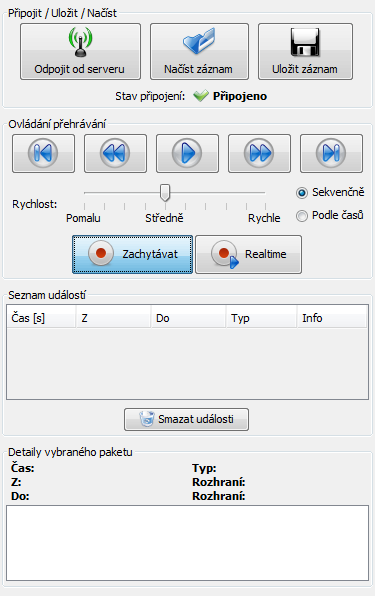 Připojit / Uložit / Načíst
Odpojit od serveru
Načíst záznam
Uložit záznam
Stav připojení: Připojeno
Ovládání přehrávání
Rychlost:
Pomalu Středně Rychle
Sekvenčně
Podle časů
Zachytávat
Realtime
Seznam událostí
Čas [s] Z Do Typ Info
Smazat události
Detaily vybraného paketu
Čas: Typ:
Z: Rozhraní:
Do: Rozhraní: